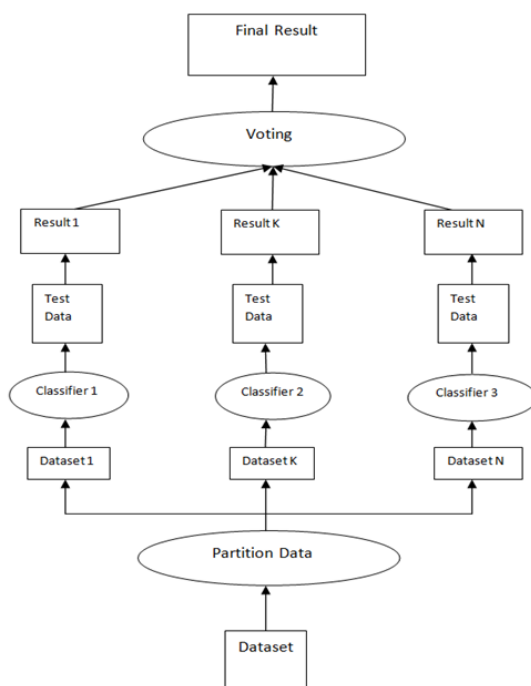 Final Result
Voting
Result 1
Result K
Result N
Test
Data
Test
Data
Test
Data
Classifier 1
Classifier 2
Classifier 3
Dataset 1
Dataset K
Dataset N
Partition Data
Dataset